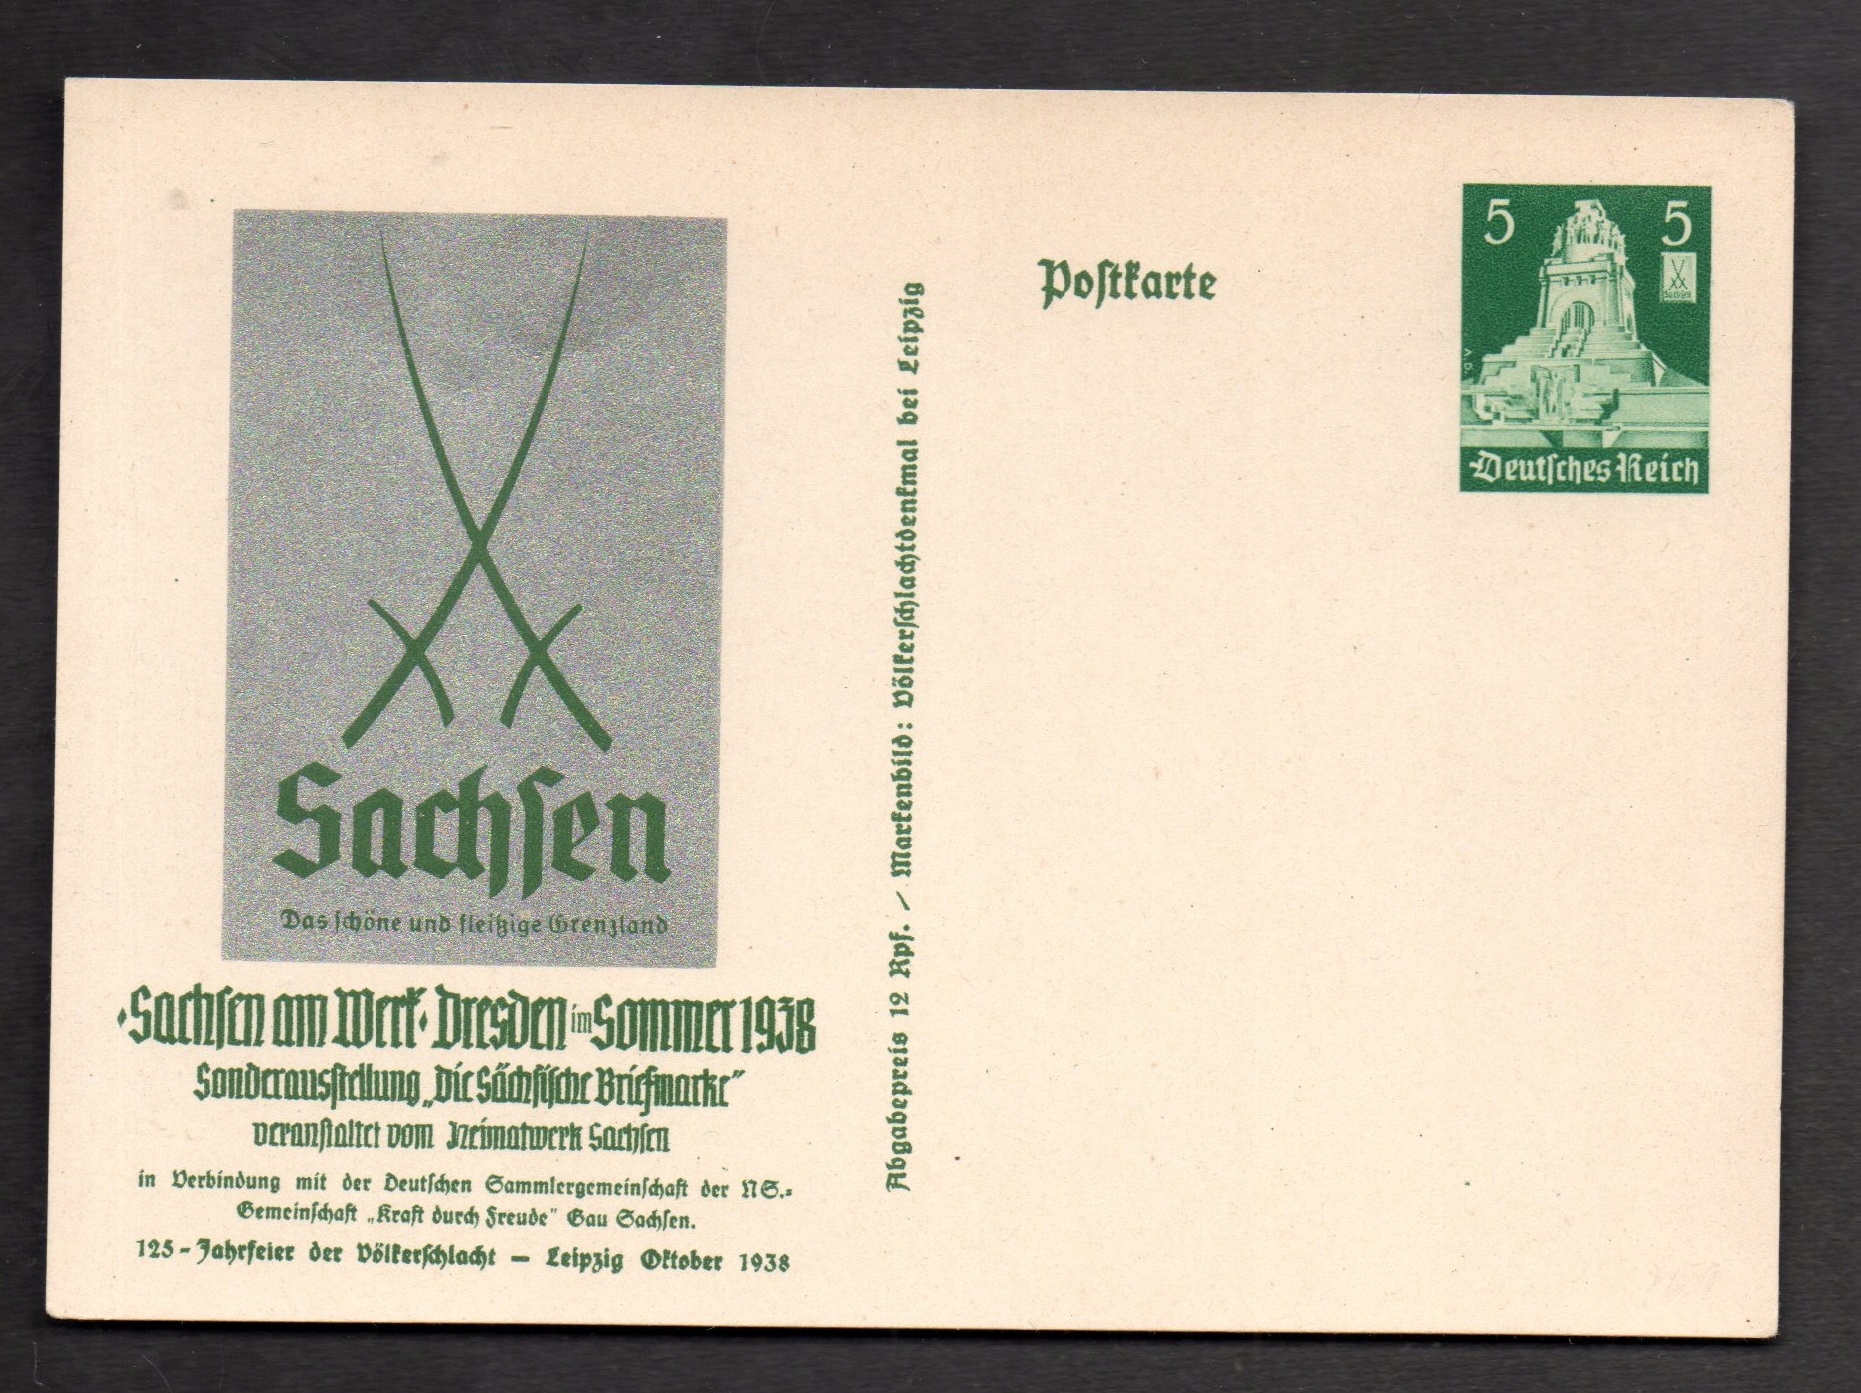 Sachsen
Das schöne und fleißige Grenzland
·Sachsen am Werk· Dresden im Sommer 1938
Sonderausstellung „Die Sächsische Briefmarke“
veranstaltet vom Heimatwerk Sachsen
in Verbindung mit der Deutschen Sammlergemeinschaft der NS.-
Gemeinschaft „Kraft durch Freude“ Gau Sachsen.
125-Jahrfeier der Völkerschlacht — Leipzig Oktober 1938
Abgabepreis 12 Rpf. / Markenbild: Völkerschlachtdenkmal bei Leipzig
Postkarte
5 5
Sachsen
Deutsches Reich